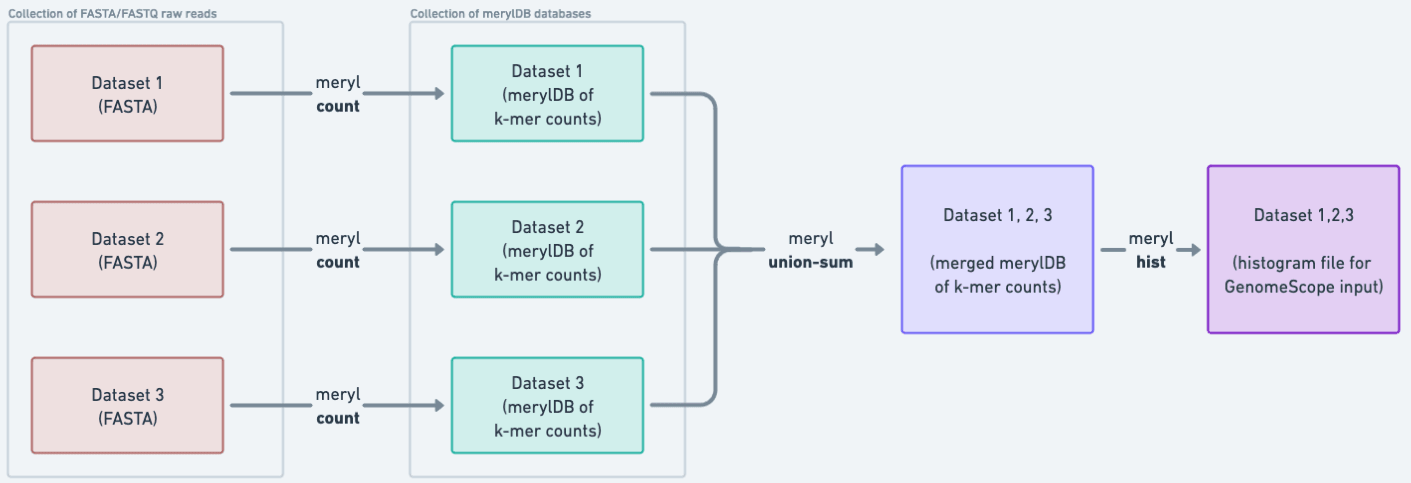 Collection of FASTA/FASTQ raw reads
Collection of merylDB databases
Dataset 1
(FASTA)
meryl
count
Dataset 1
(merylDB of
k-mer counts)
Dataset 2
(FASTA)
meryl
count
Dataset 2
(merylDB of
k-mer counts)
Dataset 3
(FASTA)
meryl
count
Dataset 3
(merylDB of
k-mer counts)
meryl
union-sum
Dataset 1, 2, 3
(merged merylDB
of k-mer counts)
meryl
hist
Dataset 1,2,3
(histogram file for
GenomeScope input)